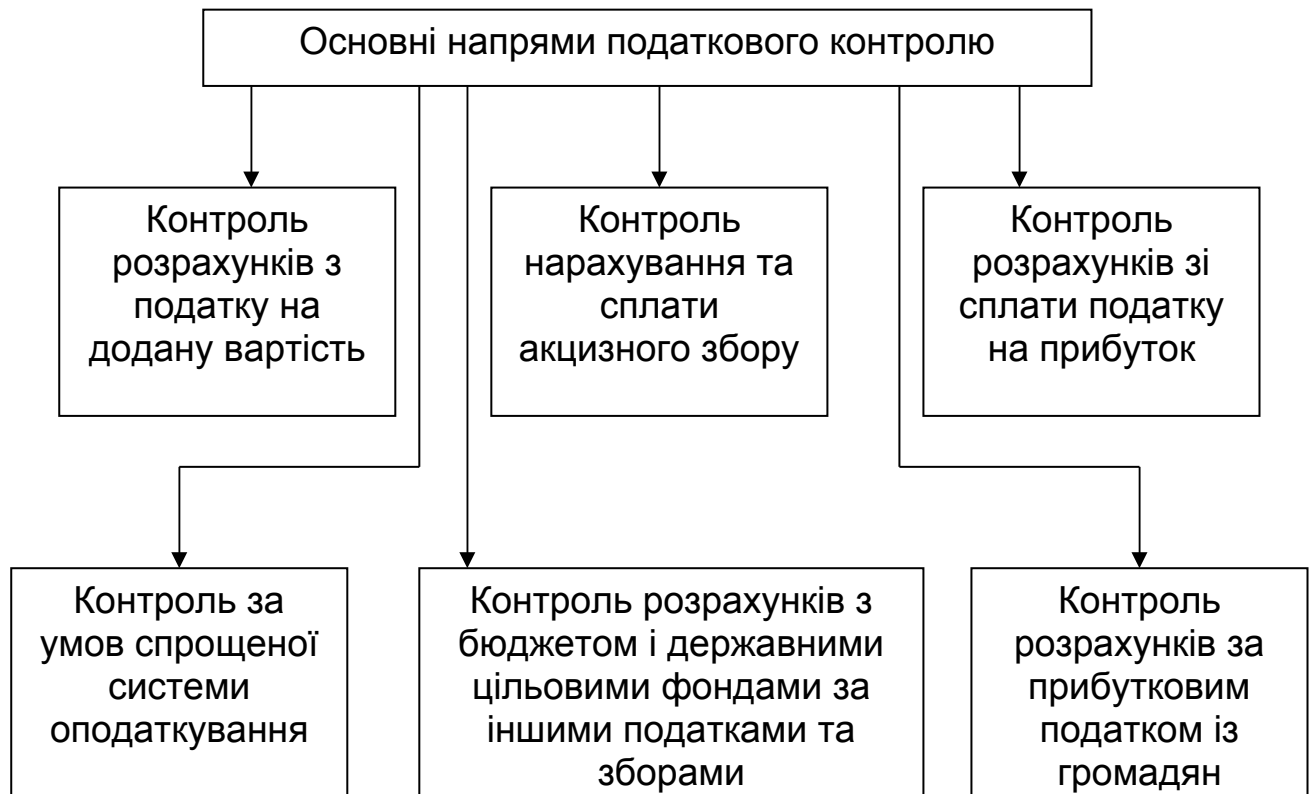 Основні напрями податкового контролю
Контроль
розрахунків з
податку на
додану вартість
Контроль
нарахування та
сплати
акцизного збору
Контроль
розрахунків зі
сплати податку
на прибуток
Контроль за
умов спрощеної
системи
оподаткування
Контроль розрахунків з
бюджетом і державними
цільовими фондами за
іншими податками та
зборами
Контроль
розрахунків за
прибутковим
податком із
громадян